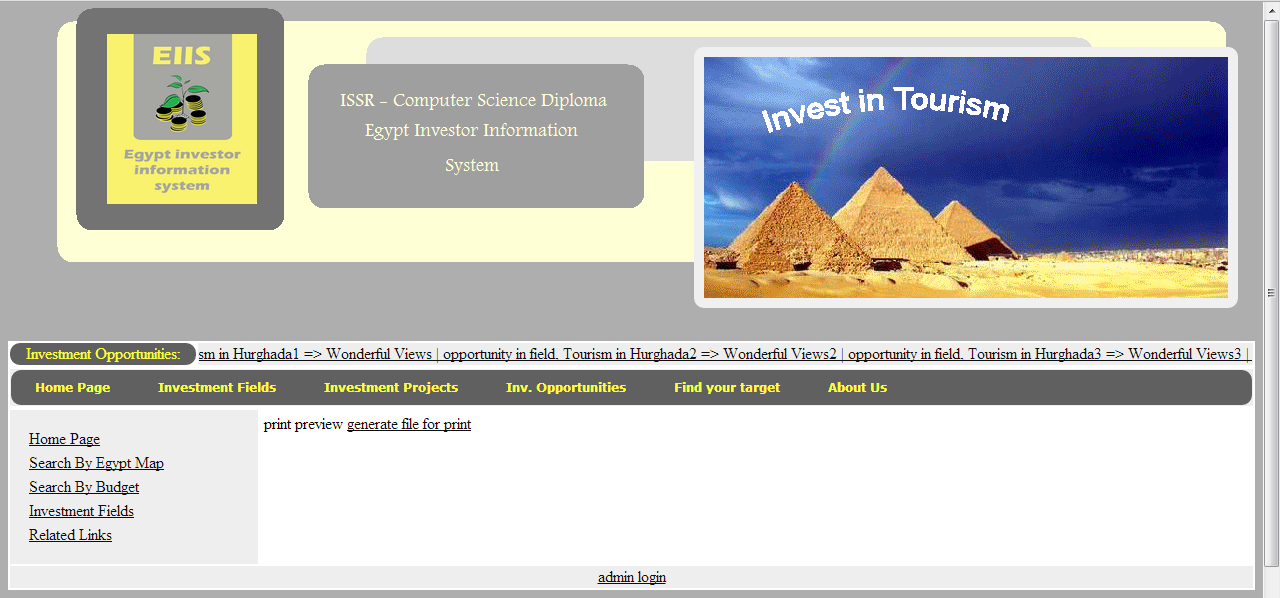 EIIS
Egypt investor
information
system
ISSR - Computer Science Diploma
Egypt Investor Information
System
Invest in Tourism
Investment Opportunities: sm in Hurghada1 => Wonderful Views | opportunity in field, Tourism in Hurghada2 => Wonderful Views2 | opportunity in field, Tourism in Hurghada3 => Wonderful Views3 |
Home Page Investment Fields Investment Projects Inv. Opportunities Find your target About Us
Home Page
Search By Egypt Map
Search By Budget
Investment Fields
Related Links
print preview generate file for print
admin login